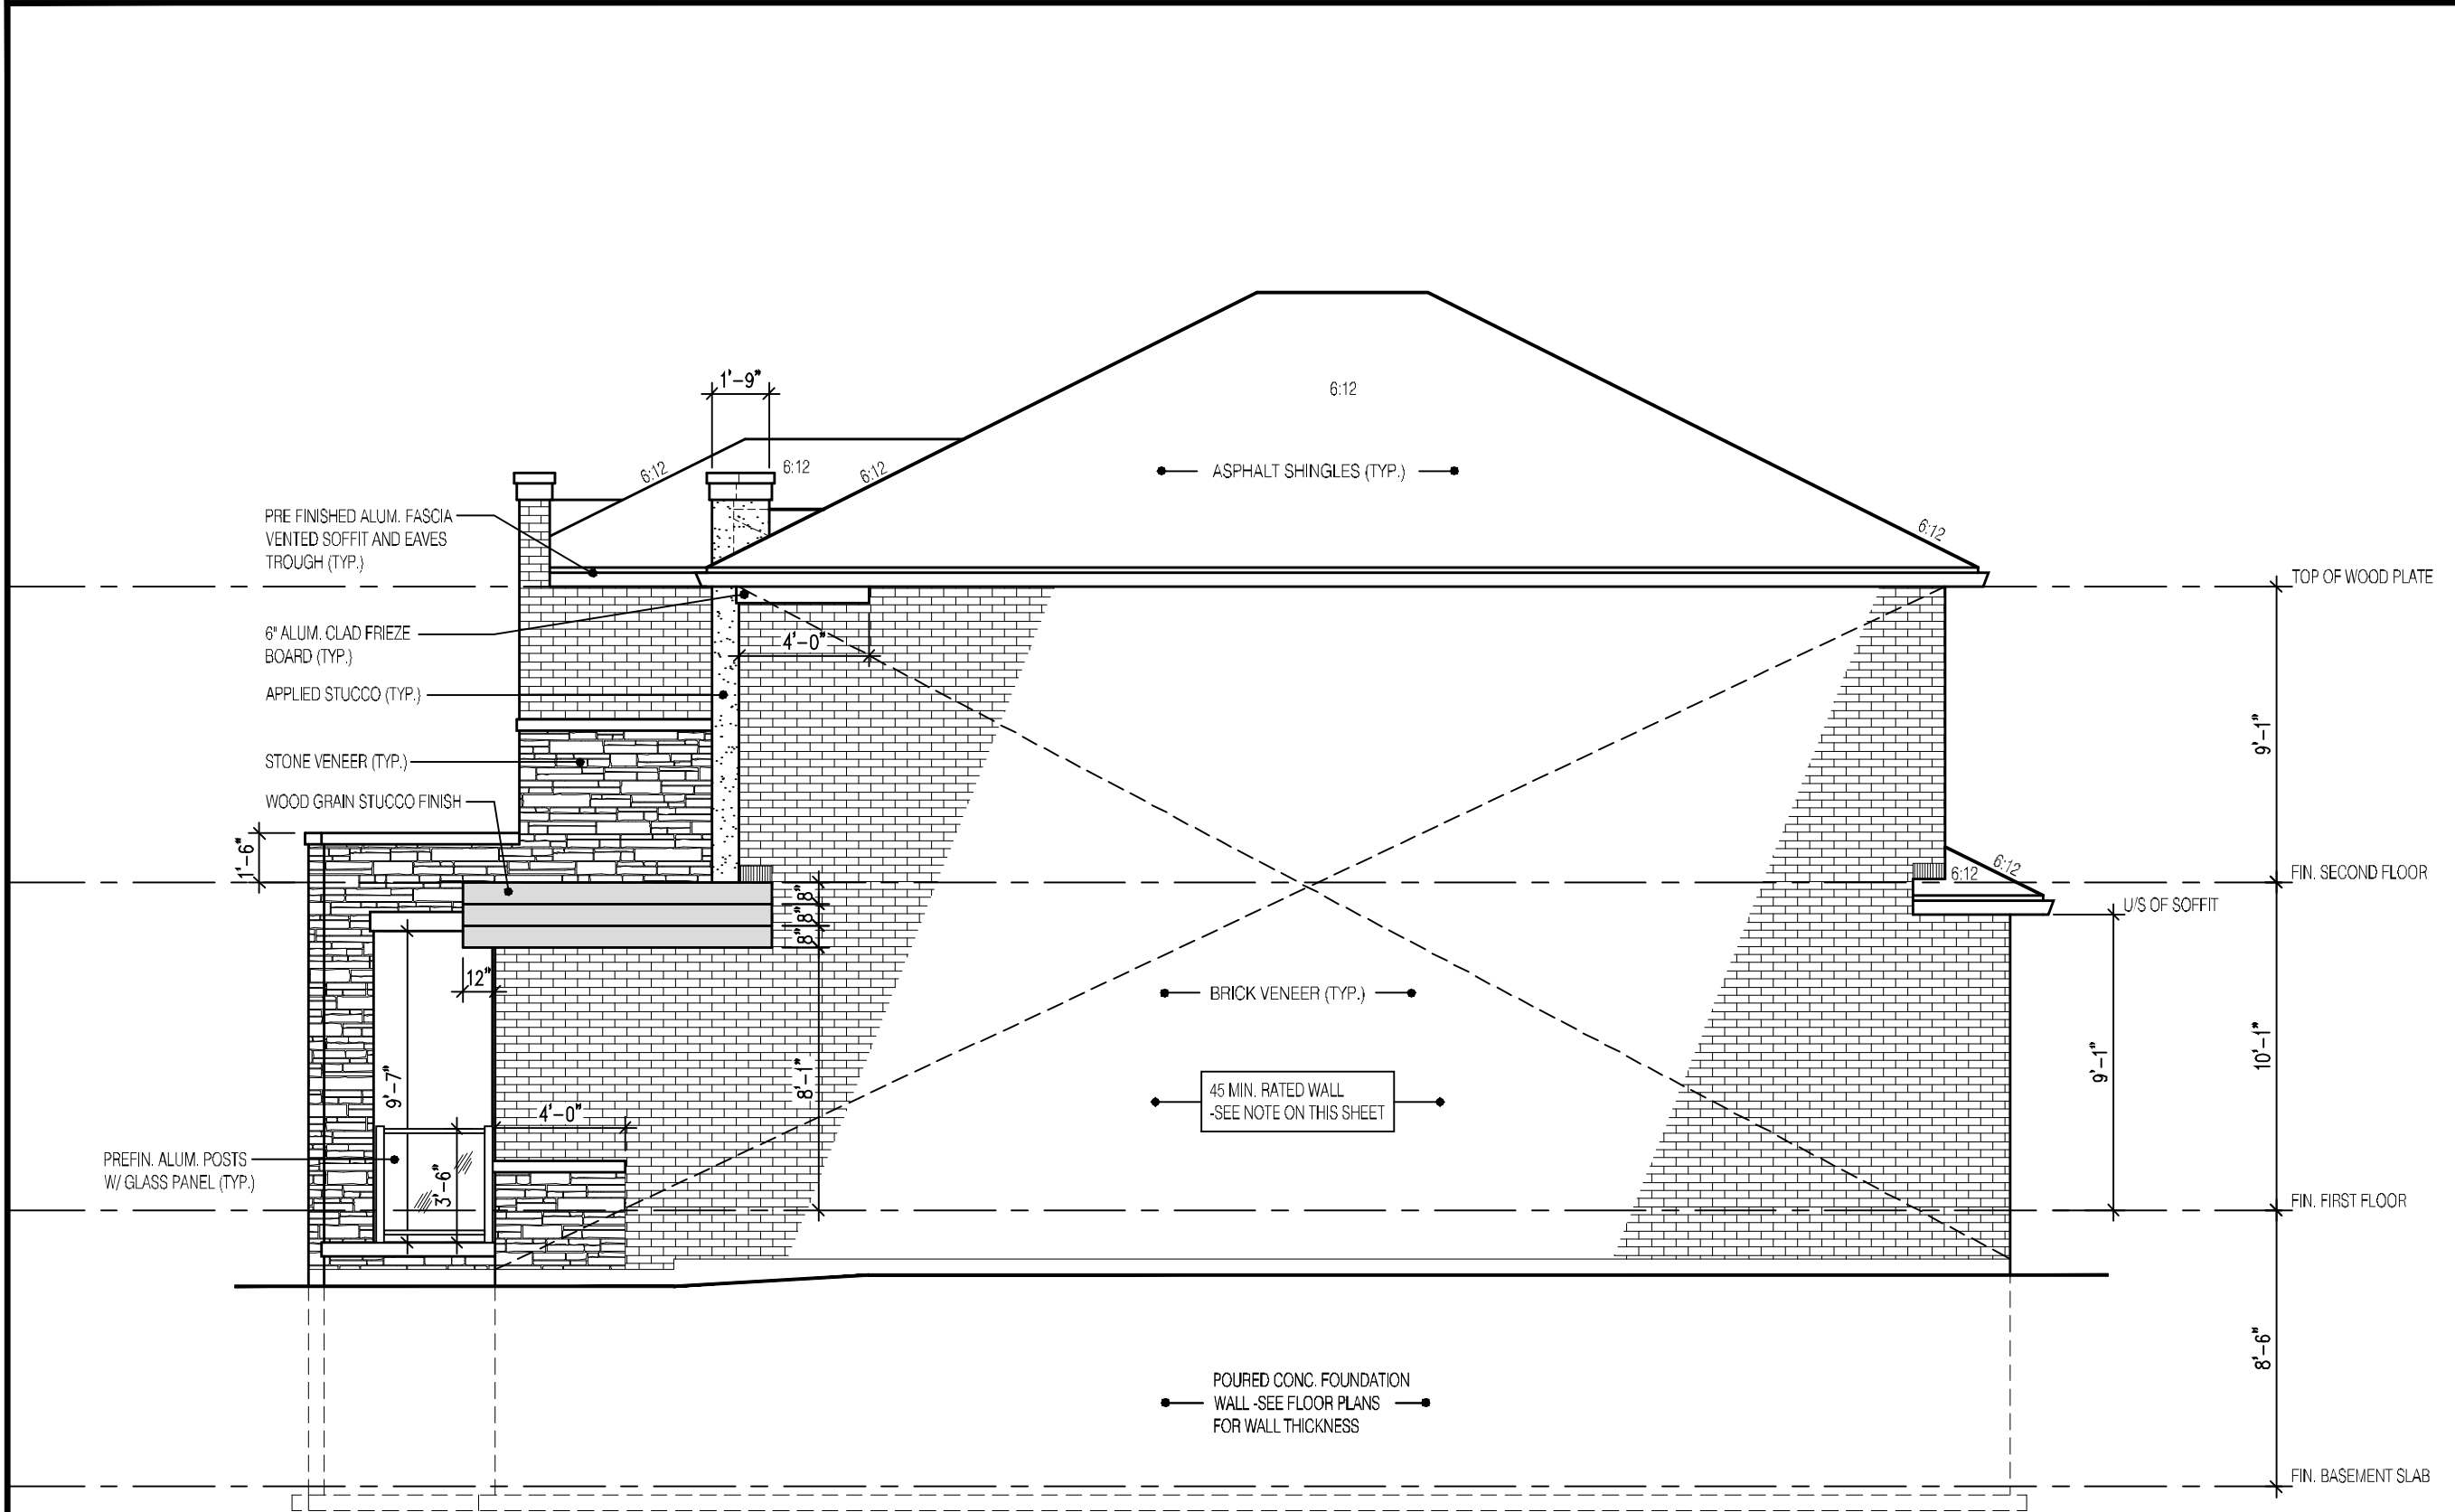 1'-9"
6:12
6:12
6:12
6:12
ASPHALT SHINGLES (TYP.)
PRE FINISHED ALUM. FASCIA
VENTED SOFFIT AND EAVES
TROUGH (TYP.)
6:12
TOP OF WOOD PLATE
6" ALUM. CLAD FRIEZE
BOARD (TYP.)
4'-0"
APPLIED STUCCO (TYP.)
9'-1"
STONE VENEER (TYP.)
WOOD GRAIN STUCCO FINISH
1'-6"
6:12
6:12
FIN. SECOND FLOOR
8"
8"
8"
U/S OF SOFFIT
12"
BRICK VENEER (TYP.)
9'-7"
8'-1"
9'-1"
10'-1"
45 MIN. RATED WALL
-SEE NOTE ON THIS SHEET
4'-0"
PREFIN. ALUM. POSTS
W/ GLASS PANEL (TYP.)
3'-6"
FIN. FIRST FLOOR
8'-6"
POURED CONC. FOUNDATION
WALL -SEE FLOOR PLANS
FOR WALL THICKNESS
FIN. BASEMENT SLAB